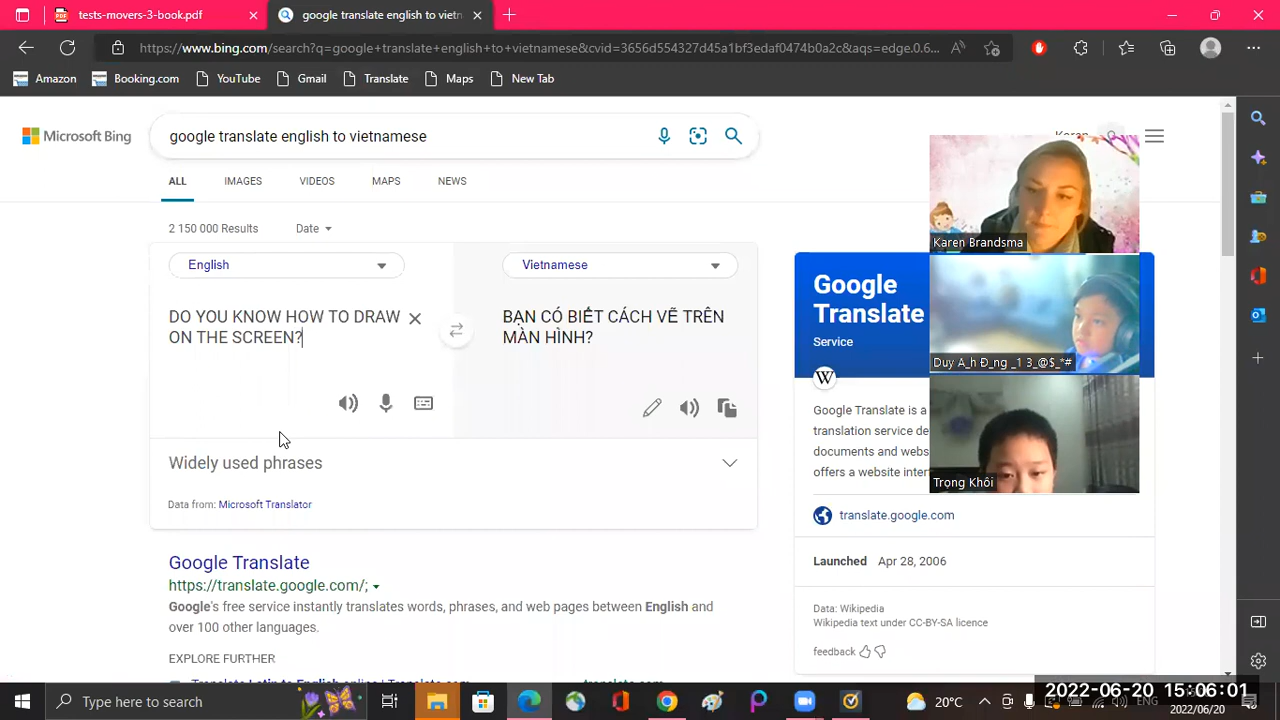 tests-movers-3-book.pdf
google translate english to vietn
https://www.bing.com/search?q=google+translate+english+to+vietnamese&cvid=3656d554327d45a1bf3edaf0474b0a2c&aqs=edge.0.6...
Amazon
Booking.com
YouTube
Gmail
Translate
Maps
New Tab
Microsoft Bing
google translate english to vietnamese
ALL
IMAGES
VIDEOS
MAPS
NEWS
2 150 000 Results
Date
English
Vietnamese
DO YOU KNOW HOW TO DRAW
ON THE SCREEN?
BẠN CÓ BIẾT CÁCH VẼ TRÊN
MÀN HÌNH?
Widely used phrases
Data from: Microsoft Translator
Google Translate
https://translate.google.com/;
Google's free service instantly translates words, phrases, and web pages between English and
over 100 other languages.
EXPLORE FURTHER
Karen Brandsma
Duy A_h Đ_ng _1 3_@$_*#
Trọng Khôi
Google
Translate
Service
W
Google Translate is a
translation service de
documents and webs
offers a website inter
translate.google.com
Launched Apr 28, 2006
Data: Wikipedia
Wikipedia text under CC-BY-SA licence
feedback
Type here to search
20°C
ENG
2022-06-20 15:06:01
2022/06/20